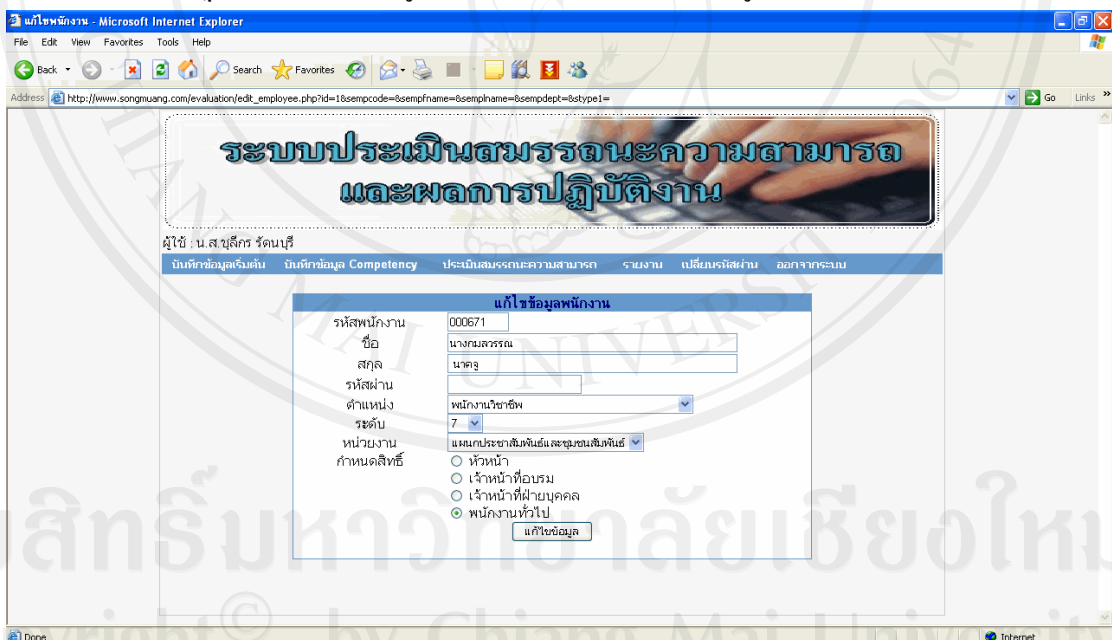 แก้ไขพนักงาน - Microsoft Internet Explorer
File Edit View Favorites Tools Help
Back Search Favorites
Address http://www.songmuang.com/evaluation/edit_employee.php?id=1&sempcode=&sempfname=&semplname=&sempdept=&stype1= Go Links »
ระบบประเมินสมรรถนะความสามารถ
และผลการปฏิบัติงาน
ผู้ใช้ : น.ส.ชุลีกร รัตนบุรี
บันทึกข้อมูลเริ่มต้น บันทึกข้อมูล Competency ประเมินสมรรถนะความสามารถ รายงาน เปลี่ยนรหัสผ่าน ออกจากระบบ
แก้ไขข้อมูลพนักงาน
รหัสพนักงาน 000671
ชื่อ นางกมลวรรณ
สกุล นาคจู
รหัสผ่าน
ตำแหน่ง พนักงานวิชาชีพ
ระดับ 7
หน่วยงาน แผนกประชาสัมพันธ์และชุมชนสัมพันธ์
กำหนดสิทธิ์ หัวหน้า
เจ้าหน้าที่อบรม
เจ้าหน้าที่ฝ่ายบุคคล
พนักงานทั่วไป
แก้ไขข้อมูล
Done Internet